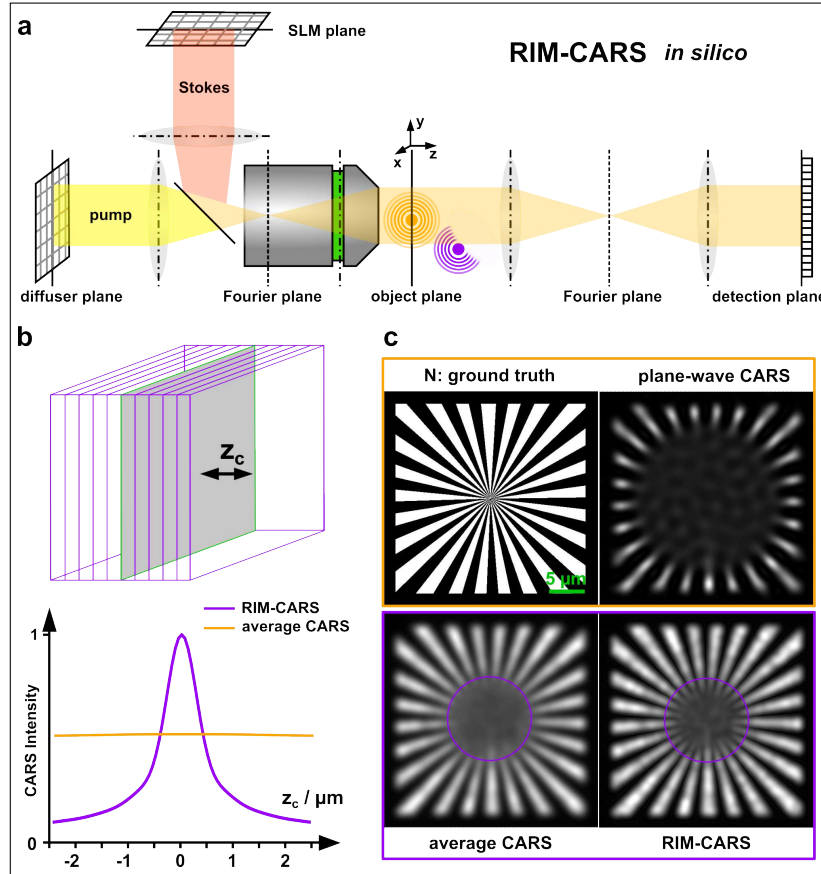 a
SLM plane
RIM-CARS in silico
Stokes
y
x
z
pump
diffuser plane
Fourier plane
object plane
Fourier plane
detection plane
b
z_c
RIM-CARS
average CARS
1
CARS Intensity
z_c / µm
0
-2 -1 0 1 2
c
N: ground truth
plane-wave CARS
5 µm
average CARS
RIM-CARS